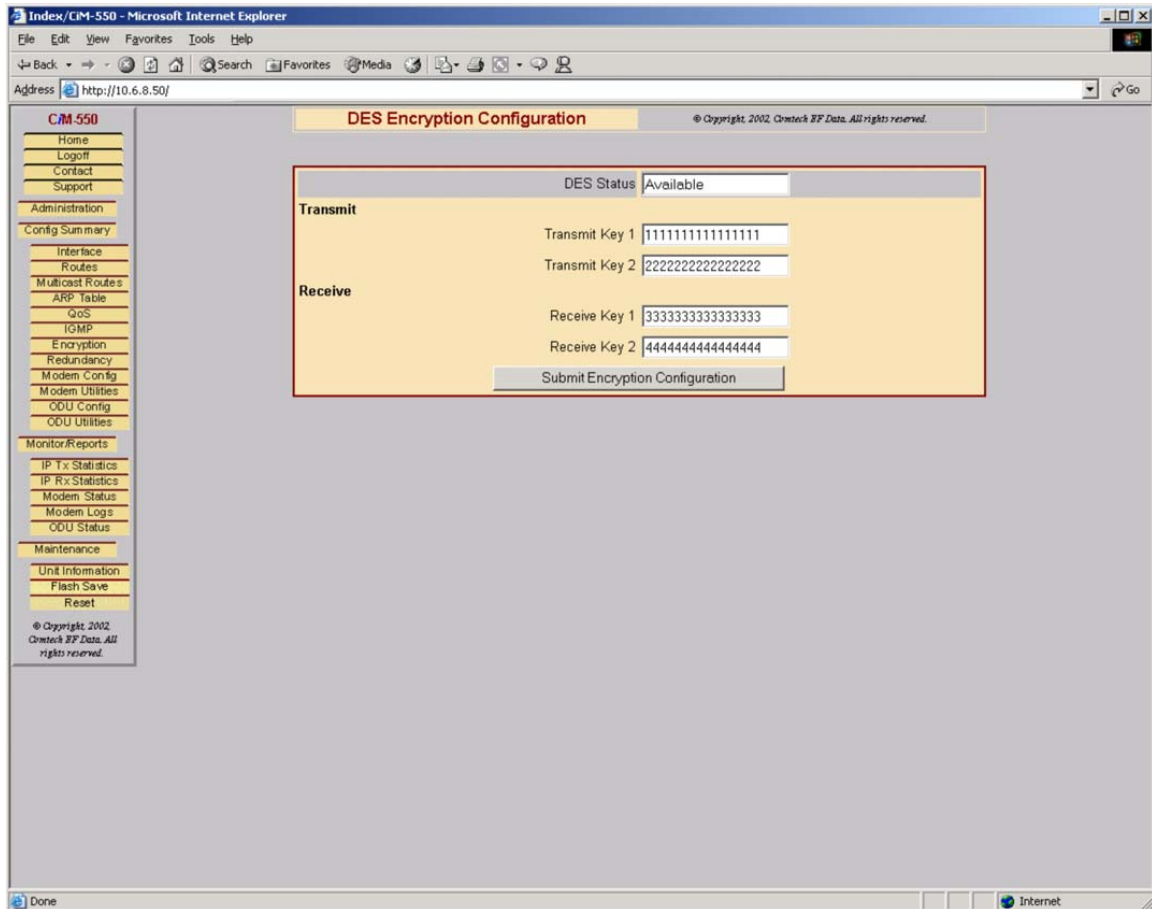 Index/CiM-550 - Microsoft Internet Explorer
File Edit View Favorites Tools Help
Back Search Favorites Media
Address http://10.6.8.50/ Go
CiM-550
Home
Logoff
Contact
Support
Administration
Config Summary
Interface
Routes
Multicast Routes
ARP Table
QoS
IGMP
Encryption
Redundancy
Modem Config
Modem Utilities
ODU Config
ODU Utilities
Monitor/Reports
IP Tx Statistics
IP Rx Statistics
Modem Status
Modem Logs
ODU Status
Maintenance
Unit Information
Flash Save
Reset
© Copyright, 2002,
Comtech EF Data. All
rights reserved.
DES Encryption Configuration © Copyright, 2002, Comtech EF Data. All rights reserved.
DES Status Available
Transmit
Transmit Key 1 1111111111111111
Transmit Key 2 2222222222222222
Receive
Receive Key 1 3333333333333333
Receive Key 2 4444444444444444
Submit Encryption Configuration
Done Internet